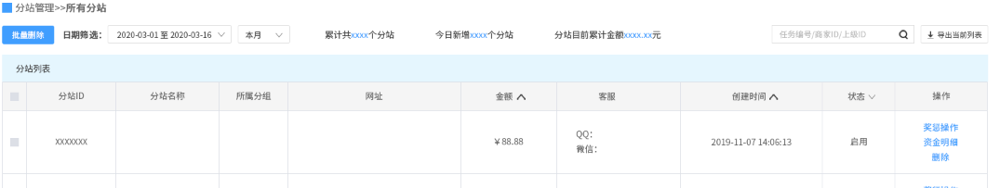 分站管理>>所有分站
批量删除 日期筛选： 2020-03-01 至 2020-03-16 本月 累计共xxxx个分站 今日新增xxxx个分站 分站目前累计金额xxxx.xx元 任务编号/商家ID/上级ID 导出当前列表
分站列表
分站ID 分站名称 所属分组 网址 金额 客服 创建时间 状态 操作
XXXXXXX ￥88.88 QQ： 2019-11-07 14:06:13 启用 奖惩操作
微信： 资金明细
删除